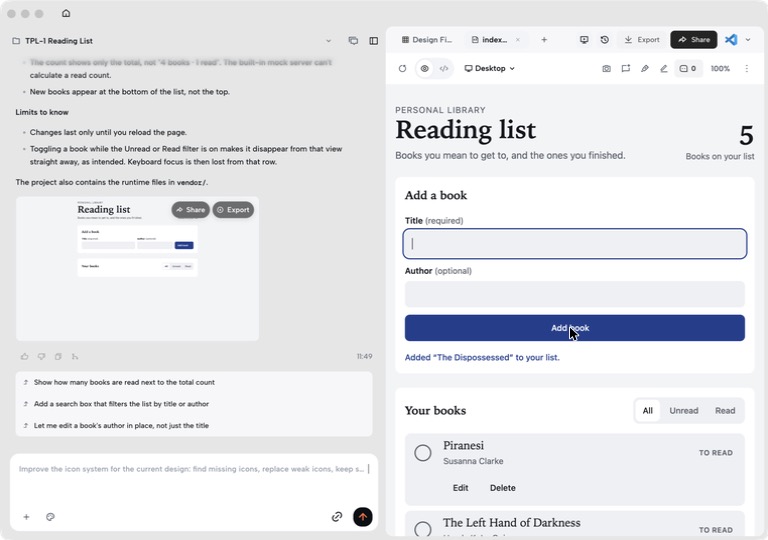 TPL-1 Reading List
The count shows only the total, not "4 books · 1 read". The built-in mock server can't
calculate a read count.
New books appear at the bottom of the list, not the top.
Limits to know
Changes last only until you reload the page.
Toggling a book while the Unread or Read filter is on makes it disappear from that view
straight away, as intended. Keyboard focus is then lost from that row.
The project also contains the runtime files in vendor/.
Reading list
Share
Export
Add a book
Your books
11:49
Show how many books are read next to the total count
Add a search box that filters the list by title or author
Let me edit a book's author in place, not just the title
Improve the icon system for the current design: find missing icons, replace weak icons, keep s...
Design Fi...
index...
Export
Share
Desktop
0
100%
PERSONAL LIBRARY
Reading list
5
Books you mean to get to, and the ones you finished.
Books on your list
Add a book
Title (required)
Author (optional)
Add book
Added “The Dispossessed” to your list.
Your books
All
Unread
Read
Piranesi
Susanna Clarke
TO READ
Edit
Delete
The Left Hand of Darkness
TO READ